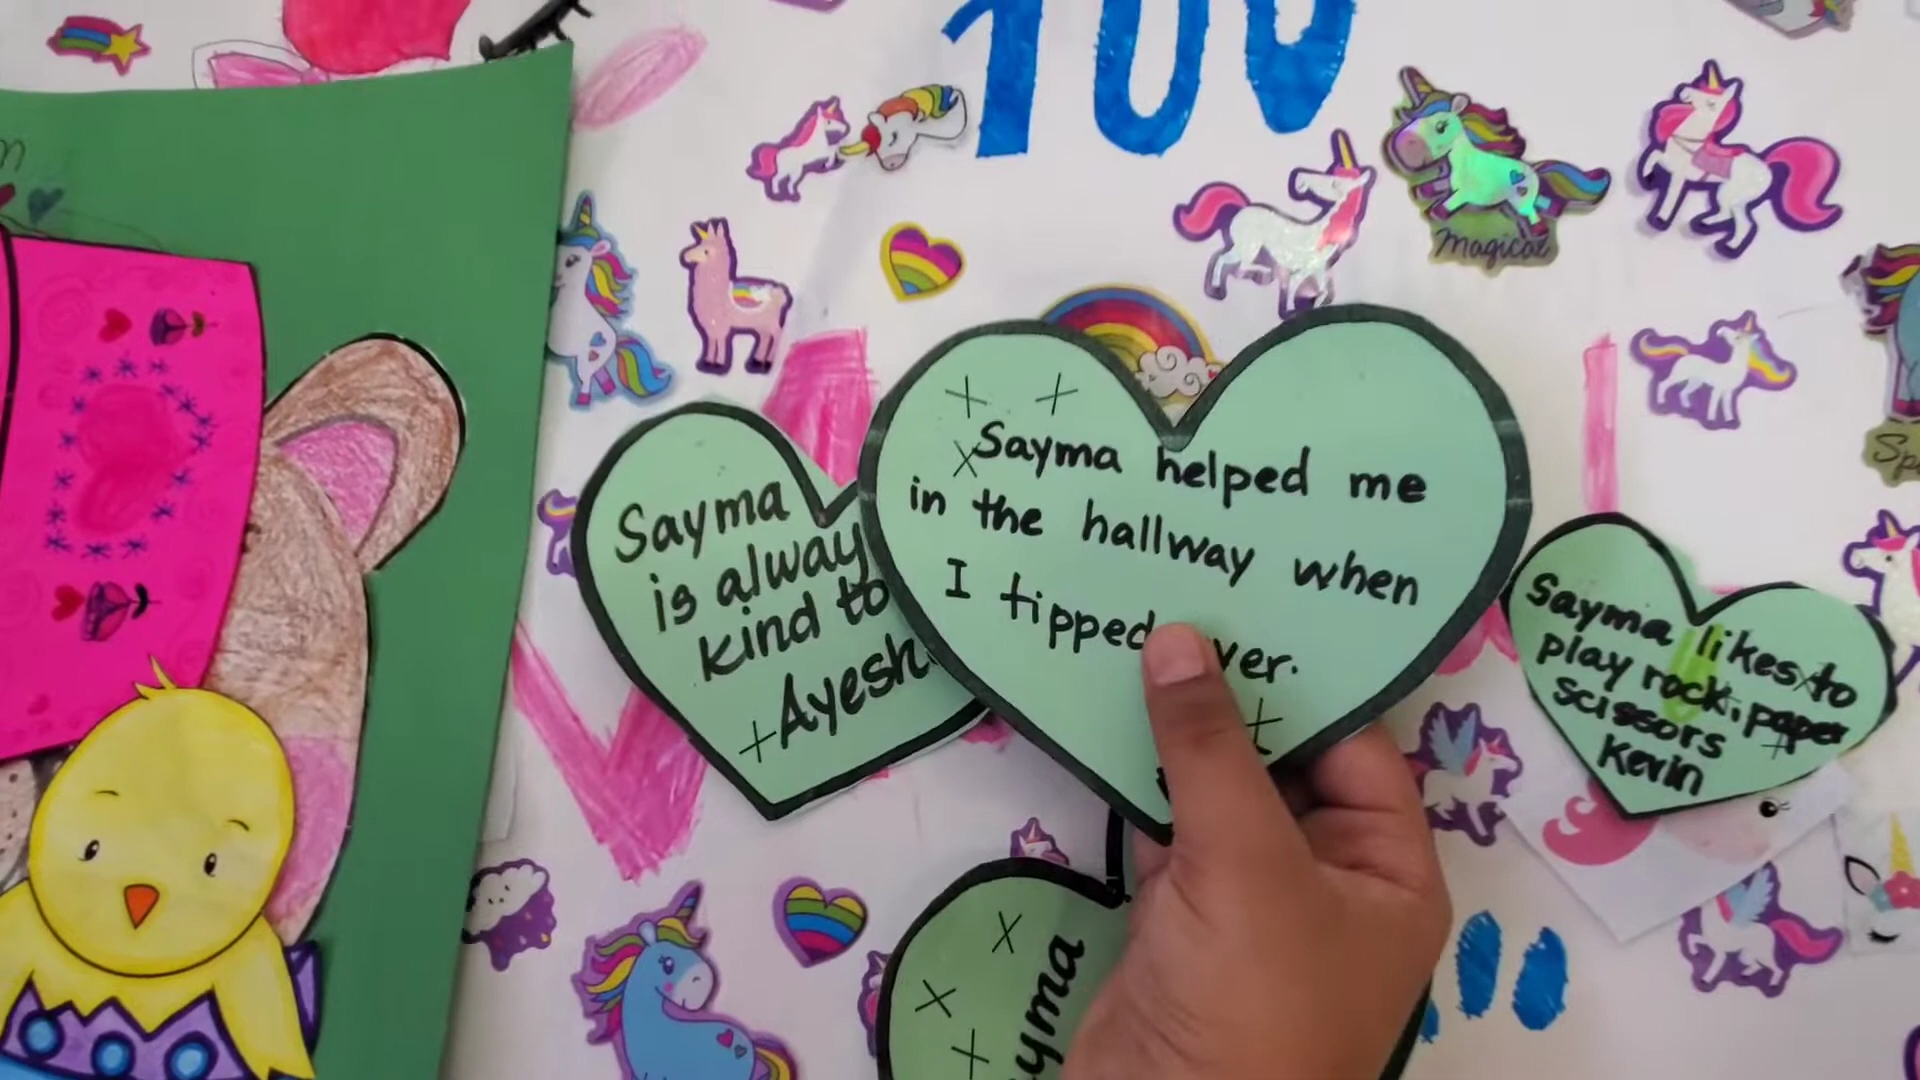 100
Magical
Sayma
is alway
kind to
Ayesh
Sayma helped me
in the hallway when
I tipped ver.
Sayma likes to
play rock, paper
scissors
Kevin
Sp
yma